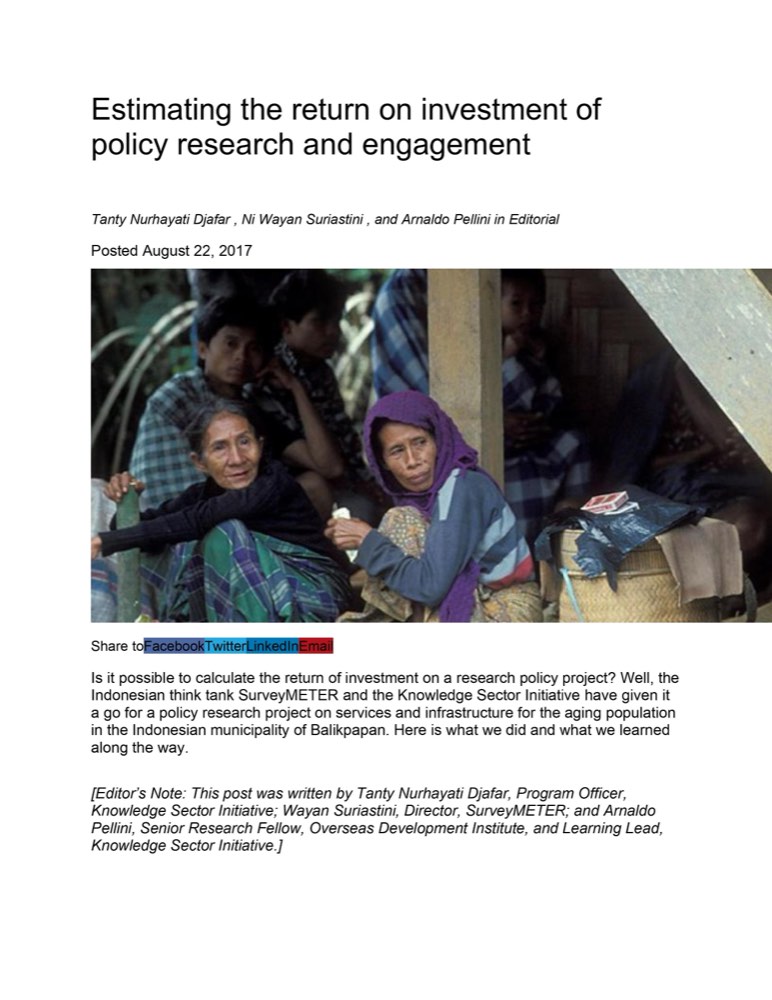 Estimating the return on investment of
policy research and engagement
Tanty Nurhayati Djafar , Ni Wayan Suriastini , and Arnaldo Pellini in Editorial
Posted August 22, 2017
Share toFacebookTwitterLinkedInEmail
Is it possible to calculate the return of investment on a research policy project? Well, the
Indonesian think tank SurveyMETER and the Knowledge Sector Initiative have given it
a go for a policy research project on services and infrastructure for the aging population
in the Indonesian municipality of Balikpapan. Here is what we did and what we learned
along the way.
[Editor’s Note: This post was written by Tanty Nurhayati Djafar, Program Officer,
Knowledge Sector Initiative; Wayan Suriastini, Director, SurveyMETER; and Arnaldo
Pellini, Senior Research Fellow, Overseas Development Institute, and Learning Lead,
Knowledge Sector Initiative.]